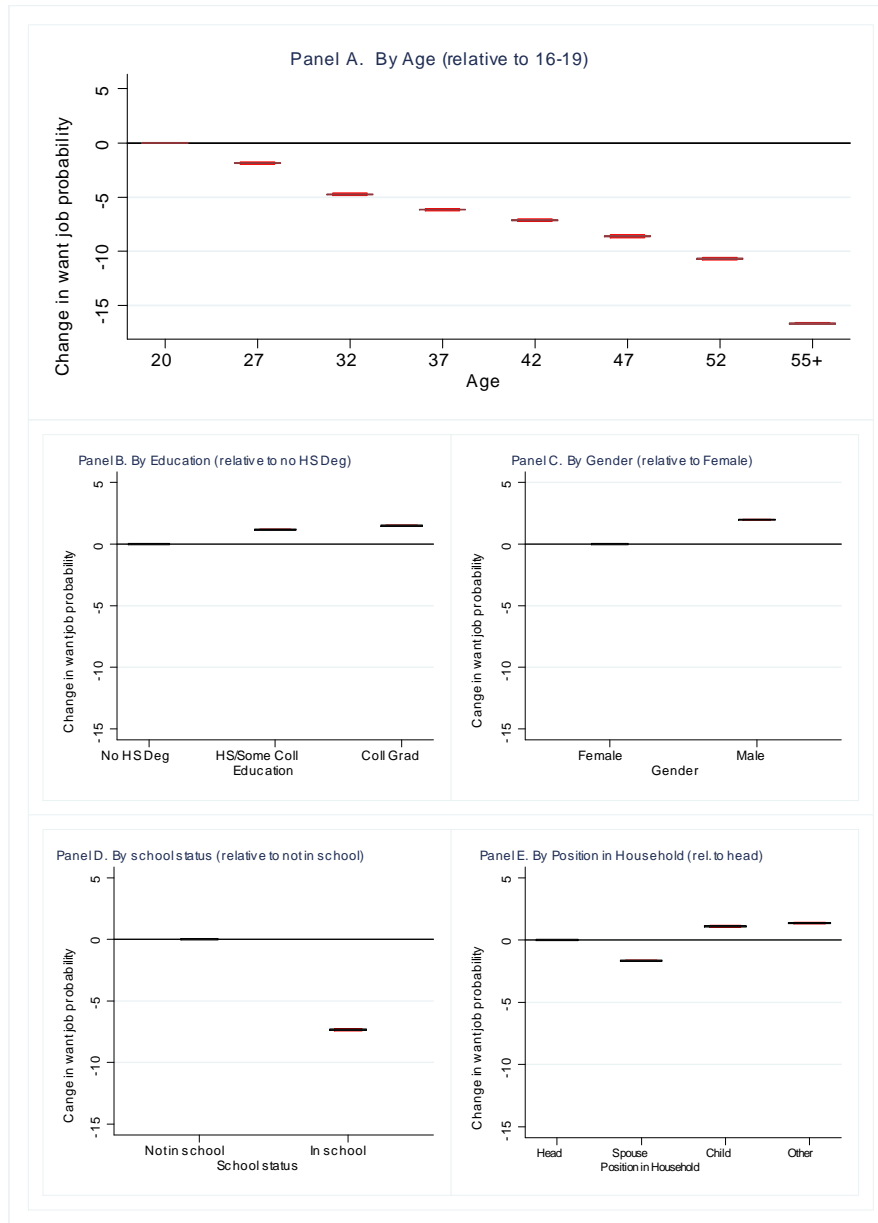 Panel A. By Age (relative to 16-19)
Change in want job probability
5
0
-5
-10
-15
20 27 32 37 42 47 52 55+
Age
Panel B. By Education (relative to no HS Deg)
Change in want job probability
5
0
-5
-10
-15
No HS Deg HS/Some Coll Coll Grad
Education
Panel C. By Gender (relative to Female)
Cange in want job probability
5
0
-5
-10
-15
Female Male
Gender
Panel D. By school status (relative to not in school)
Cange in want job probability
5
0
-5
-10
-15
Not in school In school
School status
Panel E. By Position in Household (rel. to head)
Change in want job probability
5
0
-5
-10
-15
Head Spouse Child Other
Position in Household